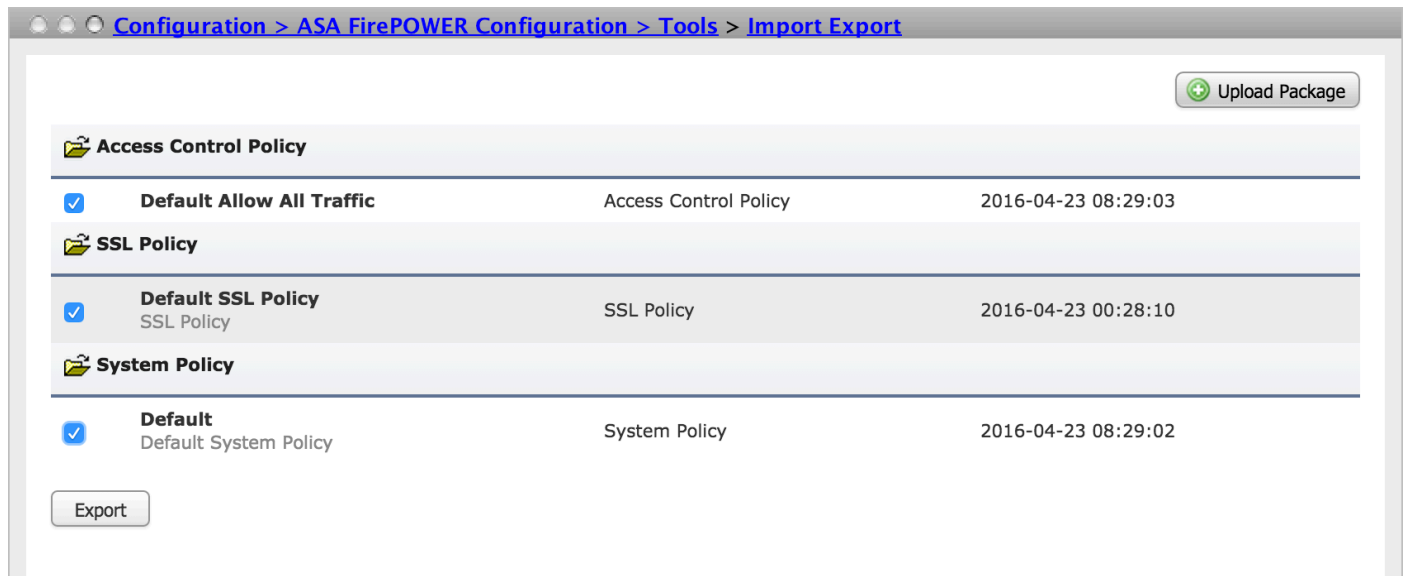 Configuration > ASA FirePOWER Configuration > Tools > Import Export
Upload Package
Access Control Policy
Default Allow All Traffic Access Control Policy 2016-04-23 08:29:03
SSL Policy
Default SSL Policy
SSL Policy SSL Policy 2016-04-23 00:28:10
System Policy
Default
Default System Policy System Policy 2016-04-23 08:29:02
Export